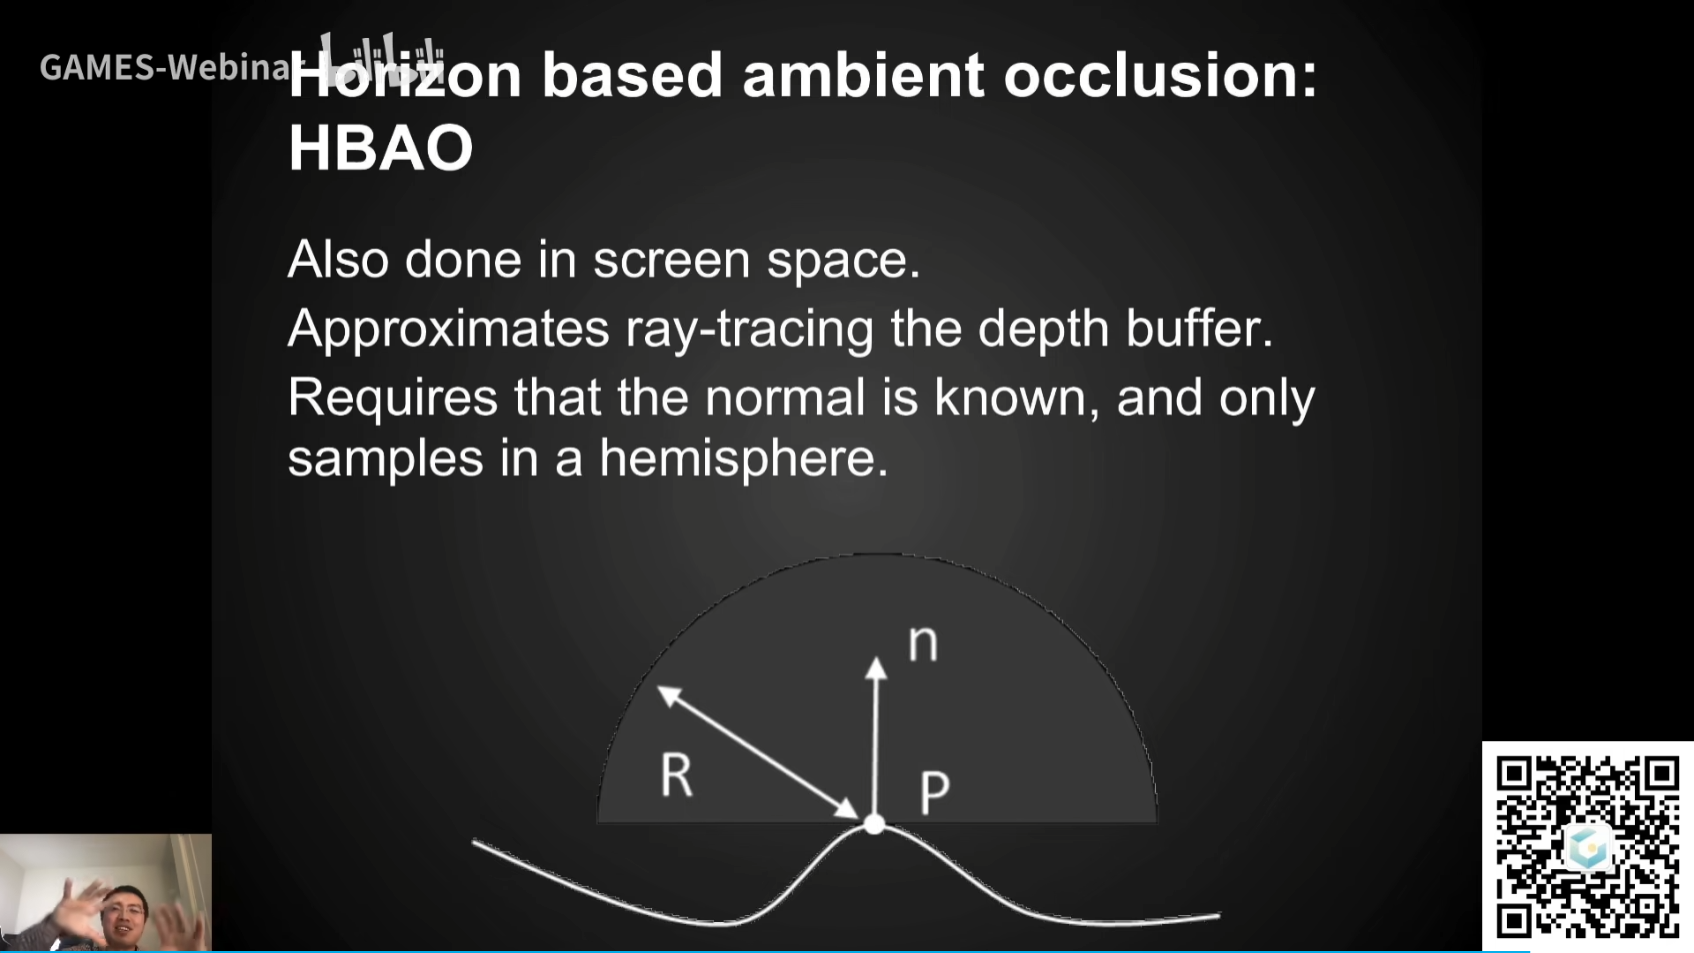 GAMES-Webinar bilibili
Horizon based ambient occlusion:
HBAO
Also done in screen space.
Approximates ray-tracing the depth buffer.
Requires that the normal is known, and only
samples in a hemisphere.
n
R
P